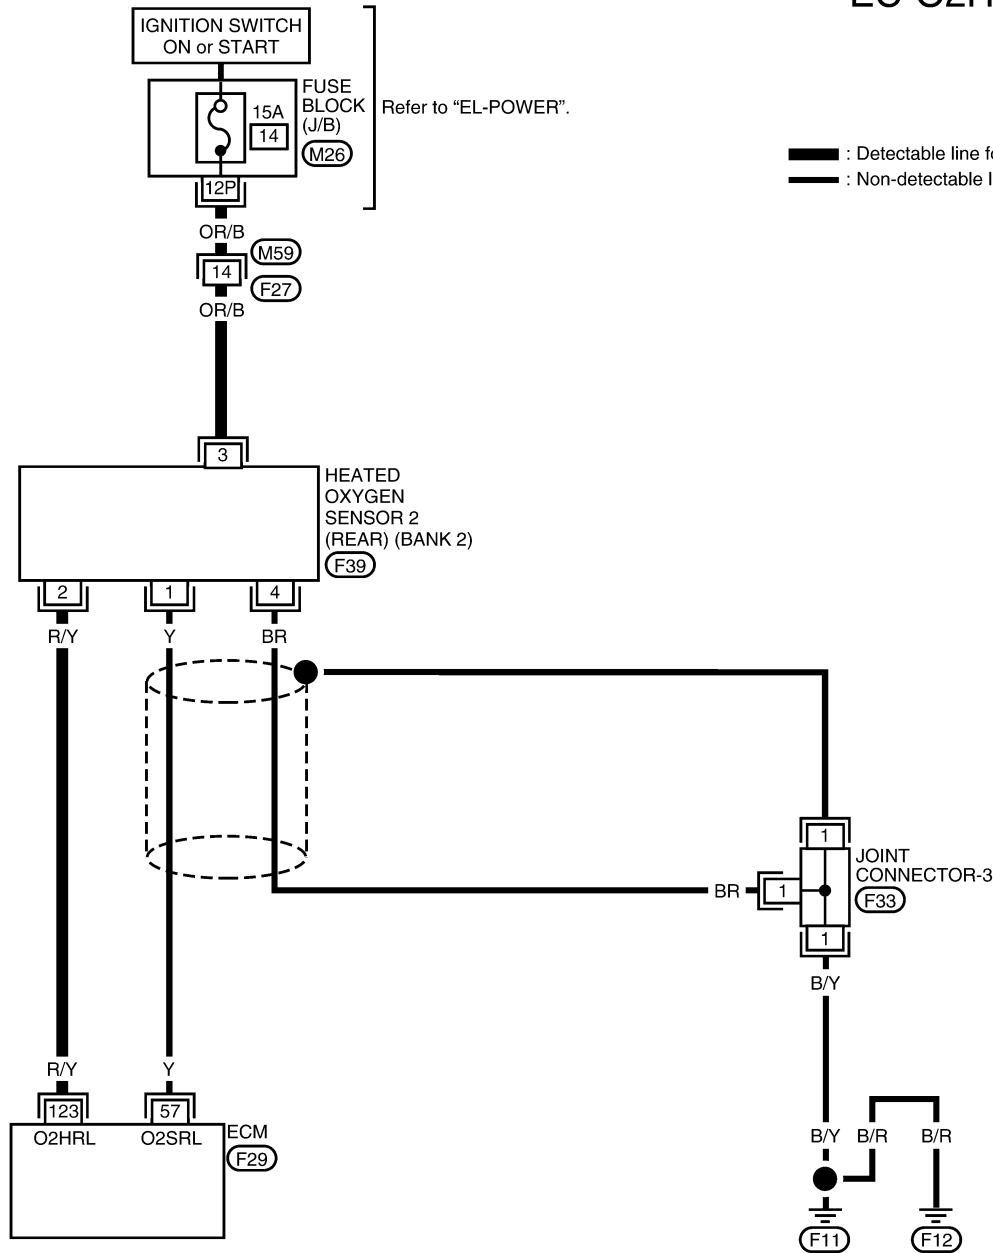 IGNITION SWITCH
ON or START
FUSE
BLOCK
(J/B)
15A
14
M26
Refer to “EL-POWER”.
: Detectable line
: Non-detectable
12P
OR/B
M59
14
F27
OR/B
3
HEATED
OXYGEN
SENSOR 2
(REAR) (BANK 2)
F39
2
1
4
R/Y
Y
BR
1
JOINT
CONNECTOR-3
F33
BR
1
1
B/Y
R/Y
Y
123
57
O2HRL
O2SRL
ECM
F29
B/Y
B/R
B/R
F11
F12